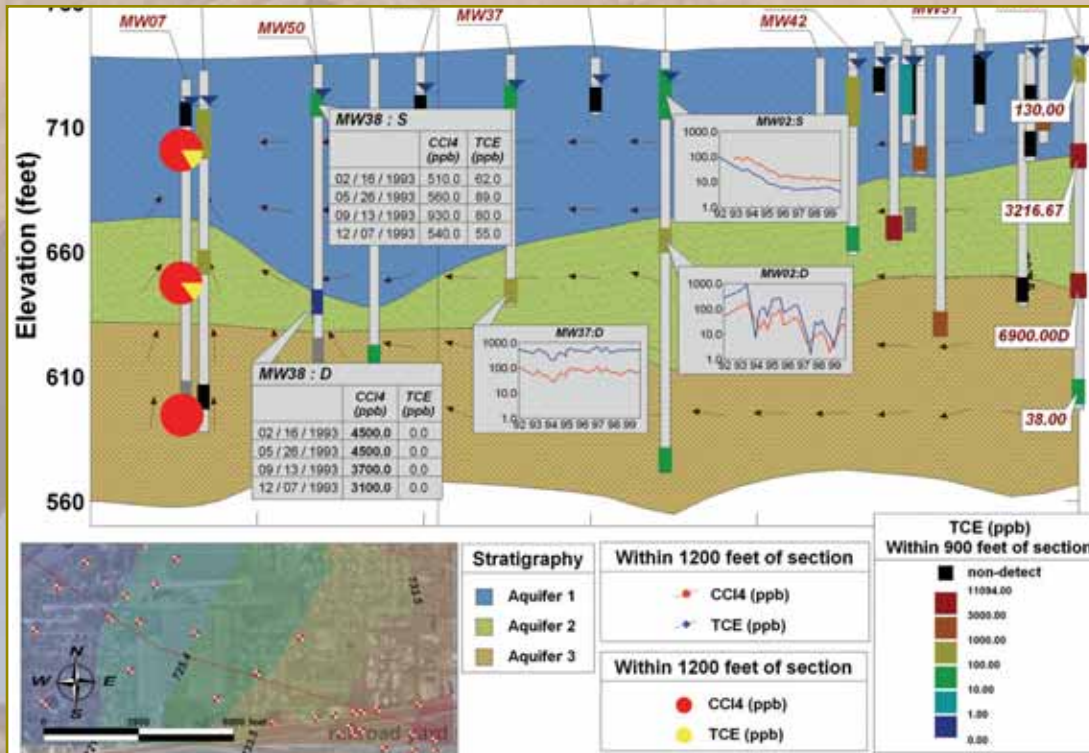 MW07
MW50
MW37
MW42
MW51
Elevation (feet)
710
660
610
560
MW38 : S
CCl4 (ppb) TCE (ppb)
02 / 16 / 1993 510.0 62.0
05 / 26 / 1993 560.0 89.0
09 / 13 / 1993 930.0 80.0
12 / 07 / 1993 540.0 55.0
MW02:S
1000.0
100.0
10.0
1.0
92 93 94 95 96 97 98 99
130.00
3216.67
MW02:D
1000.0
100.0
10.0
1.0
92 93 94 95 96 97 98 99
MW37:D
1000.0
100.0
10.0
1.0
92 93 94 95 96 97 98 99
6900.00D
38.00
MW38 : D
CCl4 (ppb) TCE (ppb)
02 / 16 / 1993 4500.0 0.0
05 / 26 / 1993 4500.0 0.0
09 / 13 / 1993 3700.0 0.0
12 / 07 / 1993 3100.0 0.0
N
W E
S
0
feet
733.5
railroad yard
Stratigraphy
Aquifer 1
Aquifer 2
Aquifer 3
Within 1200 feet of section
CCl4 (ppb)
TCE (ppb)
Within 1200 feet of section
CCl4 (ppb)
TCE (ppb)
TCE (ppb)
Within 900 feet of section
non-detect
11094.00
3000.00
1000.00
100.00
10.00
1.00
0.00